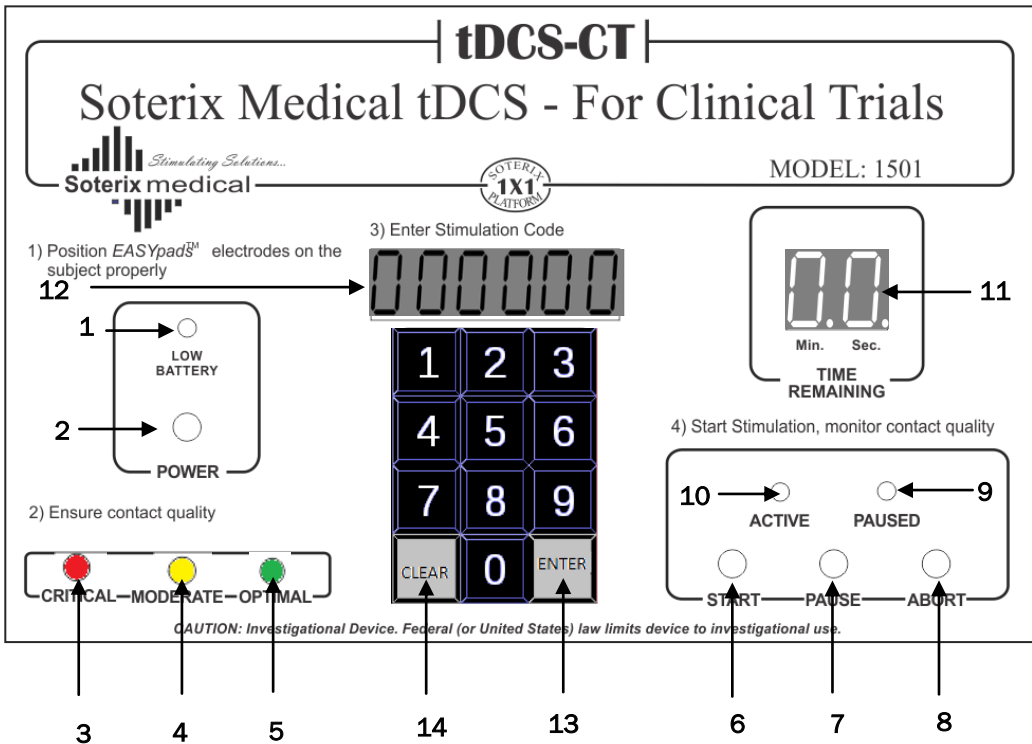 tDCS-CT
Soterix Medical tDCS - For Clinical Trials
Stimulating Solutions...
Soterix medical
SOTERIX
1X1
PLATFORM
MODEL: 1501
1) Position EASYpads™ electrodes on the
subject properly
12
1
LOW
BATTERY
2
POWER
2) Ensure contact quality
CRITICAL MODERATE OPTIMAL
3) Enter Stimulation Code
000000
1 2 3
4 5 6
7 8 9
CLEAR 0 ENTER
0.0.
Min. Sec.
11
TIME
REMAINING
4) Start Stimulation, monitor contact quality
10
9
ACTIVE PAUSED
START PAUSE ABORT
CAUTION: Investigational Device. Federal (or United States) law limits device to investigational use.
3 4 5 14 13 6 7 8